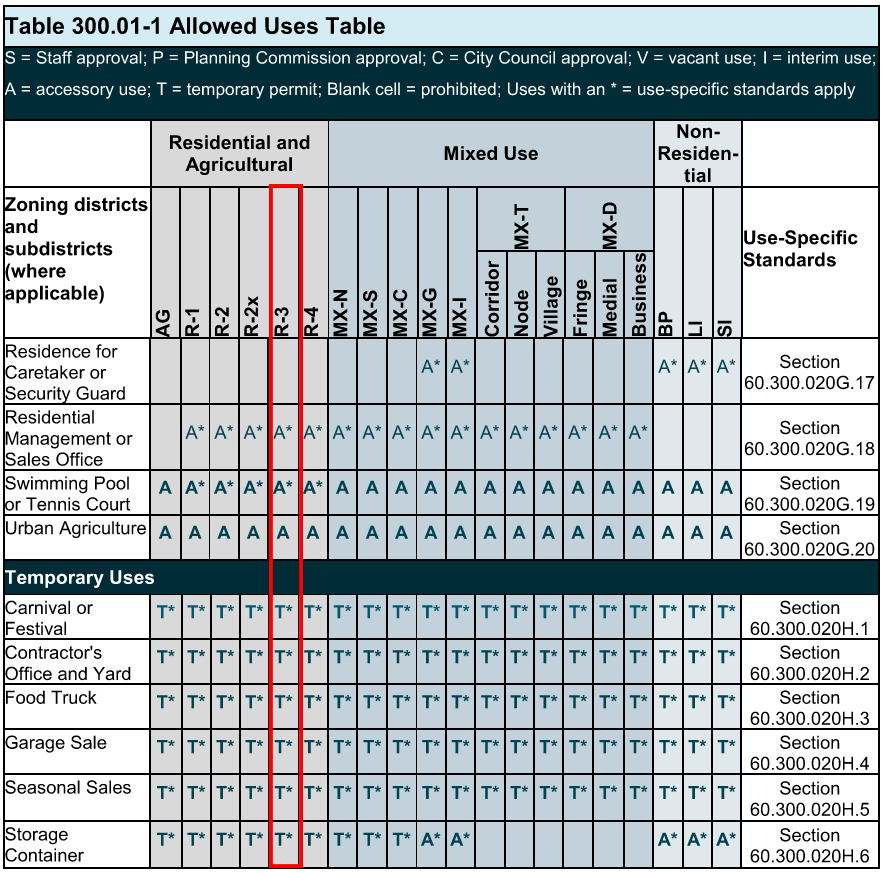 Table 300.01-1 Allowed Uses Table
S = Staff approval; P = Planning Commission approval; C = City Council approval; V = vacant use; I = interim use;
A = accessory use; T = temporary permit; Blank cell = prohibited; Uses with an * = use-specific standards apply
Residential and
Agricultural
Mixed Use
Non-
Residen-
tial
Zoning districts
and
subdistricts
(where
applicable)
AG R-1 R-2 R-2x R-3 R-4 MX-N MX-S MX-C MX-G MX-I
MX-T
Corridor Node Village
MX-D
Fringe Medial Business
BP LI SI
Use-Specific
Standards
Residence for
Caretaker or
Security Guard
A* A* A* A* A*
Section
60.300.020G.17
Residential
Management or
Sales Office
A* A* A* A* A* A* A* A* A* A* A* A* A* A* A* A*
Section
60.300.020G.18
Swimming Pool
or Tennis Court
A A* A* A* A* A* A A A A A A A A A A A A A A
Section
60.300.020G.19
Urban Agriculture
A A A A A A A A A A A A A A A A A A A A
Section
60.300.020G.20
Temporary Uses
Carnival or
Festival
T* T* T* T* T* T* T* T* T* T* T* T* T* T* T* T* T* T* T* T*
Section
60.300.020H.1
Contractor's
Office and Yard
T* T* T* T* T* T* T* T* T* T* T* T* T* T* T* T* T* T* T* T*
Section
60.300.020H.2
Food Truck
T* T* T* T* T* T* T* T* T* T* T* T* T* T* T* T* T* T* T* T*
Section
60.300.020H.3
Garage Sale
T* T* T* T* T* T* T* T* T* T* T* T* T* T* T* T* T* T* T* T*
Section
60.300.020H.4
Seasonal Sales
T* T* T* T* T* T* T* T* T* T* T* T* T* T* T* T* T* T* T* T*
Section
60.300.020H.5
Storage
Container
T* T* T* T* T* T* T* T* T* A* A* A* A* A*
Section
60.300.020H.6